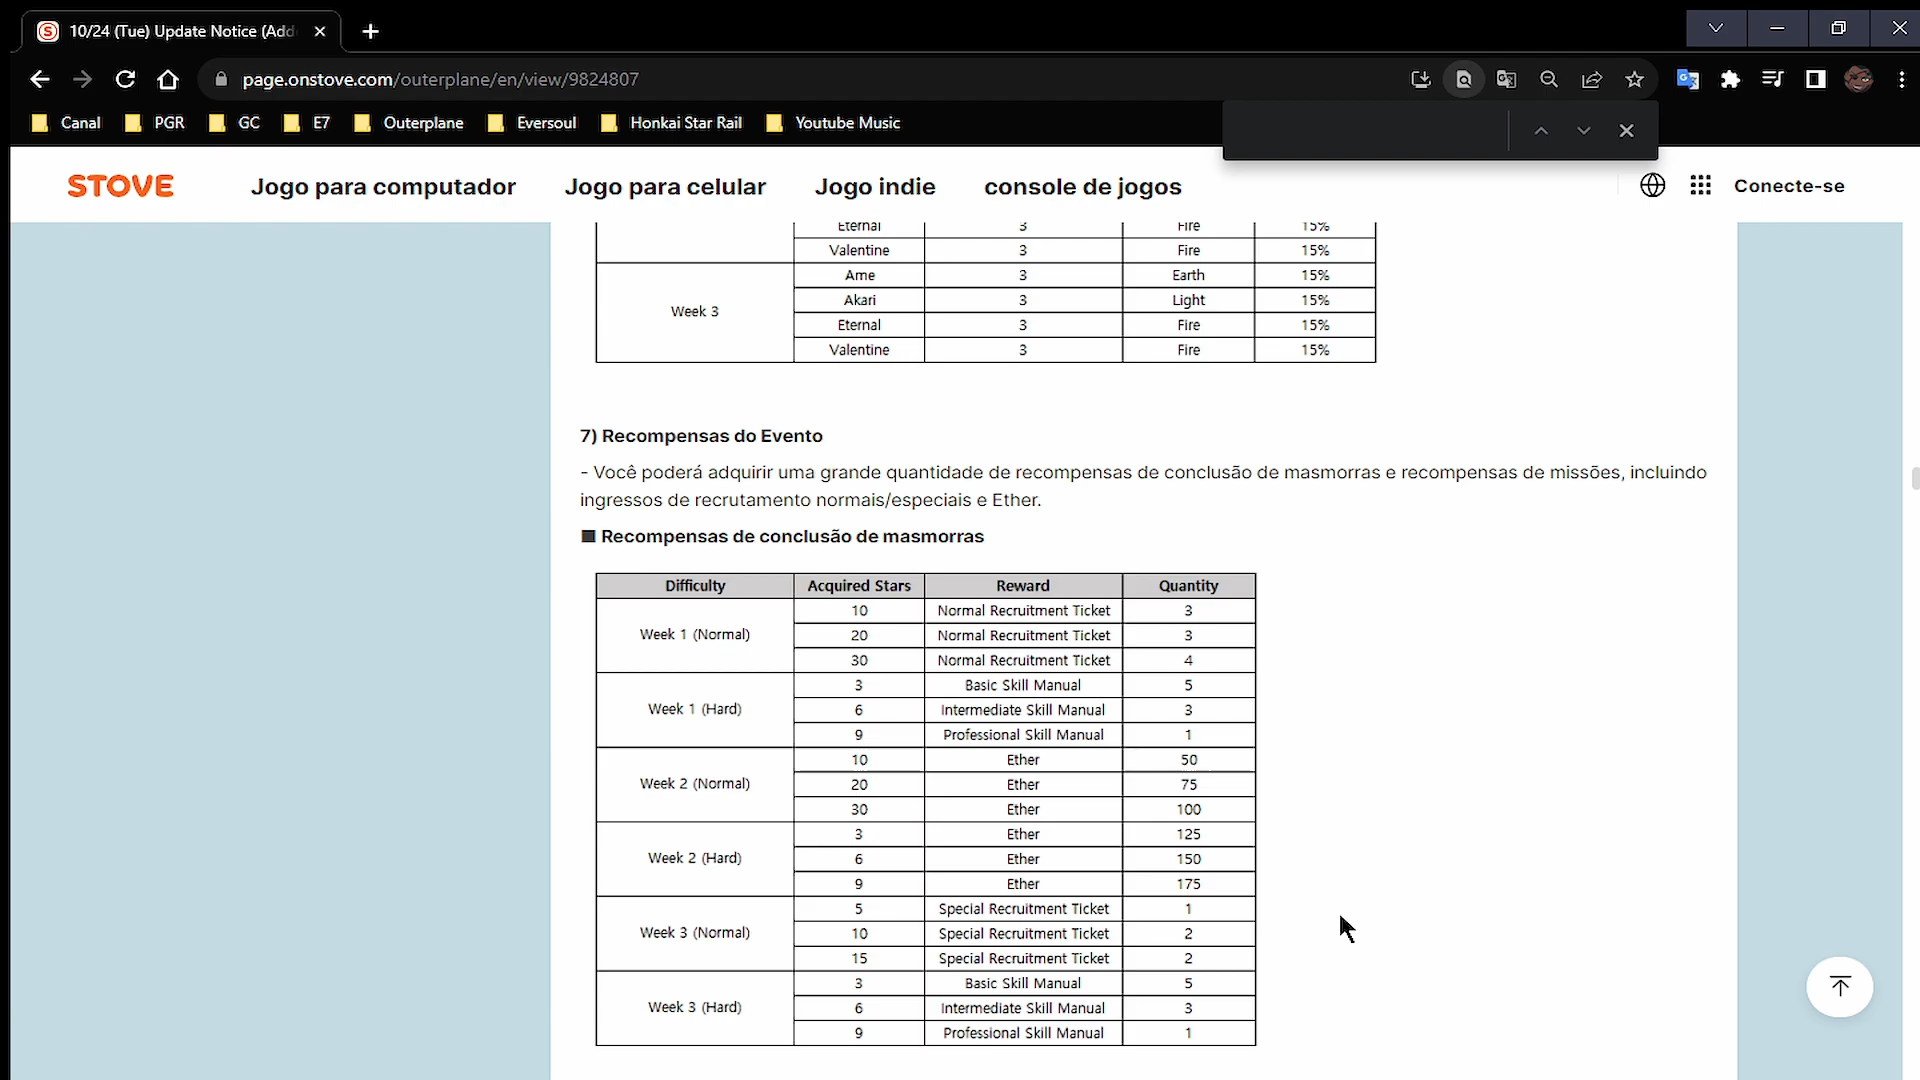 10/24 (Tue) Update Notice (Add
page.onstove.com/outerplane/en/view/9824807
Canal PGR GC E7 Outerplane Eversoul Honkai Star Rail Youtube Music
STOVE Jogo para computador Jogo para celular Jogo indie console de jogos Conecte-se
Eternal 3 Fire 15%
Valentine 3 Fire 15%
Week 3
Ame 3 Earth 15%
Akari 3 Light 15%
Eternal 3 Fire 15%
Valentine 3 Fire 15%
7) Recompensas do Evento
- Você poderá adquirir uma grande quantidade de recompensas de conclusão de masmorras e recompensas de missões, incluindo
ingressos de recrutamento normais/especiais e Ether.
■ Recompensas de conclusão de masmorras
Difficulty Acquired Stars Reward Quantity
Week 1 (Normal)
10 Normal Recruitment Ticket 3
20 Normal Recruitment Ticket 3
30 Normal Recruitment Ticket 4
Week 1 (Hard)
3 Basic Skill Manual 5
6 Intermediate Skill Manual 3
9 Professional Skill Manual 1
Week 2 (Normal)
10 Ether 50
20 Ether 75
30 Ether 100
Week 2 (Hard)
3 Ether 125
6 Ether 150
9 Ether 175
Week 3 (Normal)
5 Special Recruitment Ticket 1
10 Special Recruitment Ticket 2
15 Special Recruitment Ticket 2
Week 3 (Hard)
3 Basic Skill Manual 5
6 Intermediate Skill Manual 3
9 Professional Skill Manual 1